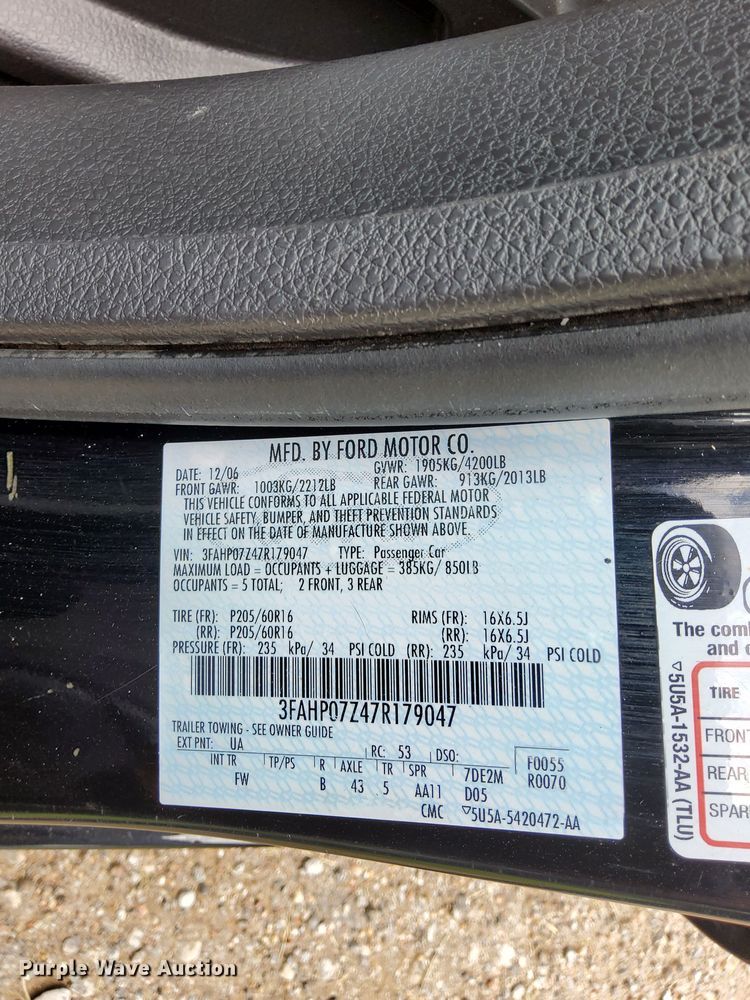 MFD. BY FORD MOTOR CO.
DATE: 12/06 GVWR: 1905KG/4200LB
FRONT GAWR: 1003KG/2212LB REAR GAWR: 913KG/2013LB
THIS VEHICLE CONFORMS TO ALL APPLICABLE FEDERAL MOTOR
VEHICLE SAFETY, BUMPER, AND THEFT PREVENTION STANDARDS
IN EFFECT ON THE DATE OF MANUFACTURE SHOWN ABOVE.
VIN: 3FAHP07Z47R179047 TYPE: Passenger Car
MAXIMUM LOAD = OCCUPANTS + LUGGAGE = 385KG/ 850LB
OCCUPANTS = 5 TOTAL; 2 FRONT, 3 REAR
TIRE (FR): P205/60R16 RIMS (FR): 16X6.5J
(RR): P205/60R16 (RR): 16X6.5J
PRESSURE (FR): 235 kPa/ 34 PSI COLD (RR): 235 kPa/ 34 PSI COLD
3FAHP07Z47R179047
TRAILER TOWING - SEE OWNER GUIDE
EXT PNT: UA RC: 53 DSO: F0055
INT TR TP/PS R AXLE TR SPR 7DE2M R0070
FW B 43 5 AA11 D05
CMC ▽5U5A-5420472-AA
The com
and
▽5U5A-1532-AA (TLU)
TIRE
FRONT
REAR
SPAR
Purple Wave Auction